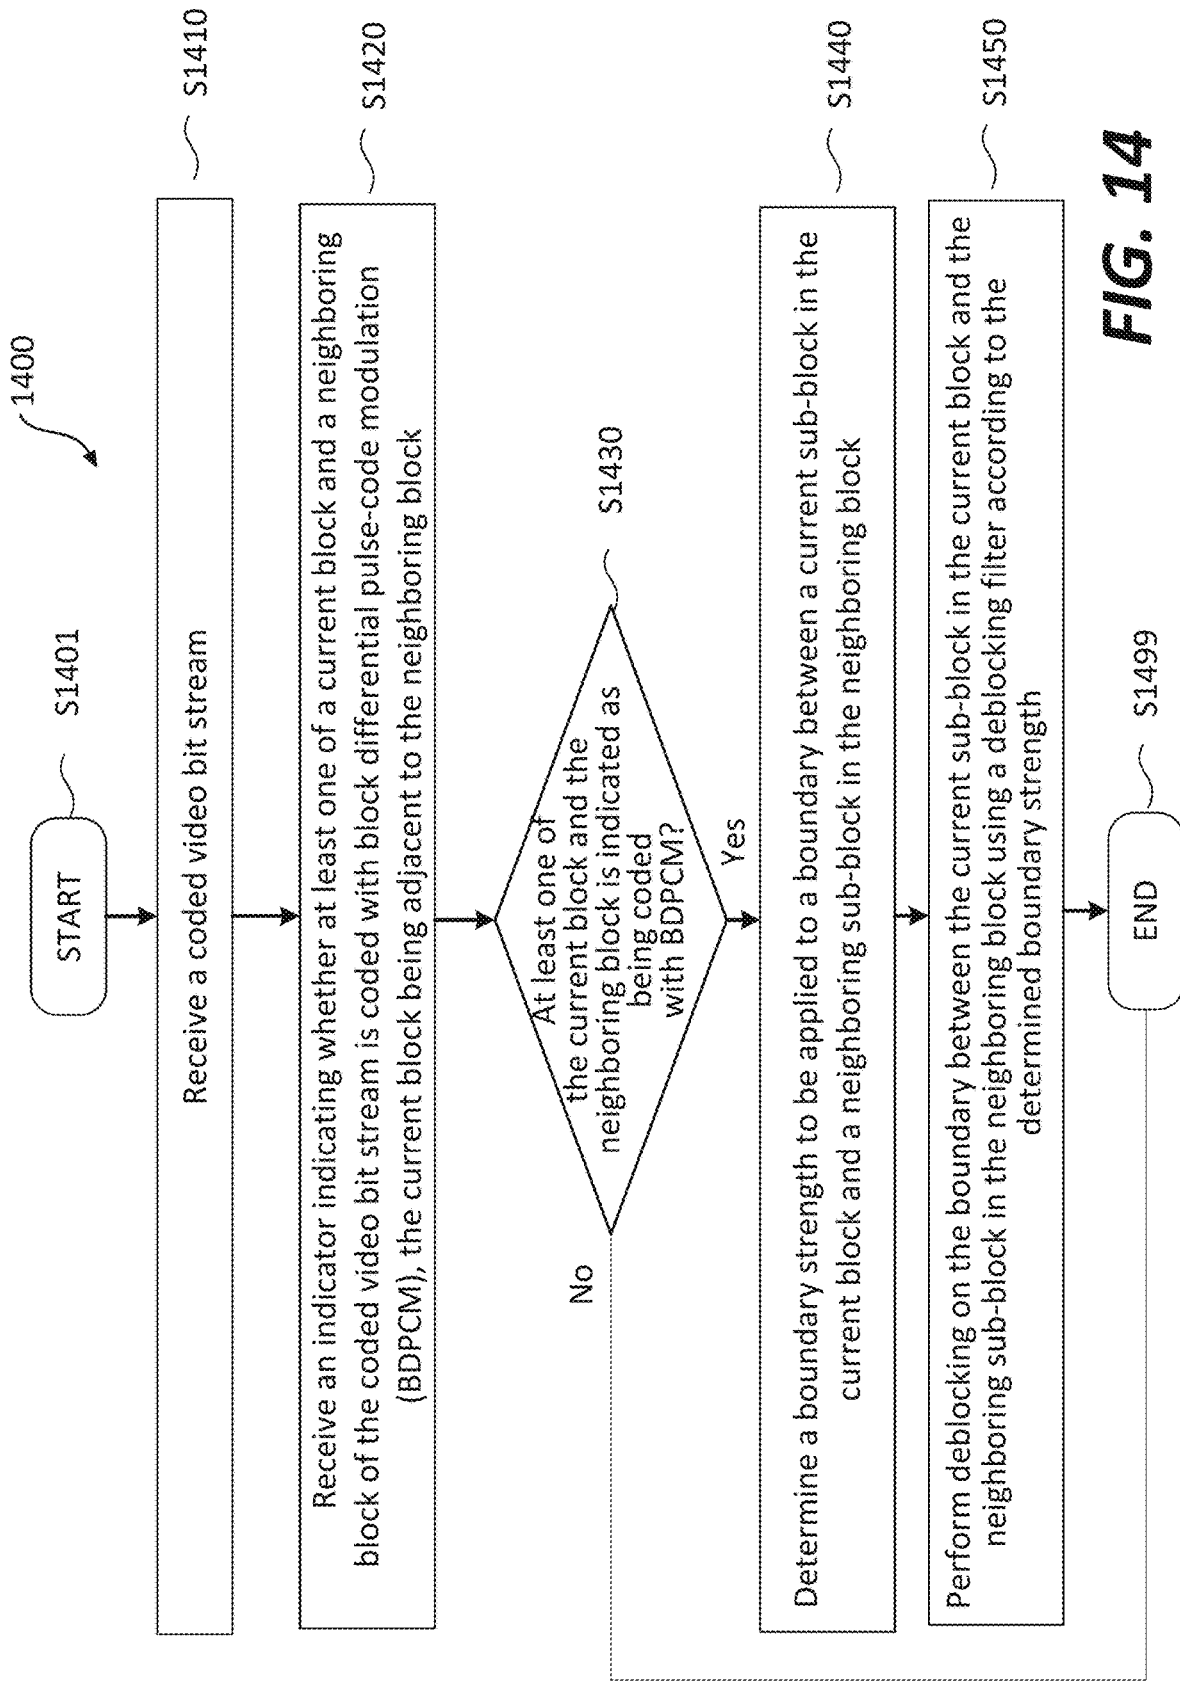 1400
START
S1401
Receive a coded video bit stream
S1410
Receive an indicator indicating whether at least one of a current block and a neighboring
block of the coded video bit stream is coded with block differential pulse-code modulation
(BDPCM), the current block being adjacent to the neighboring block
S1420
At least one of
the current block and the
neighboring block is indicated as
being coded
with BDPCM?
S1430
No
Yes
Determine a boundary strength to be applied to a boundary between a current sub-block in the
current block and a neighboring sub-block in the neighboring block
S1440
Perform deblocking on the boundary between the current sub-block in the current block and the
neighboring sub-block in the neighboring block using a deblocking filter according to the
determined boundary strength
S1450
END
S1499
FIG. 14